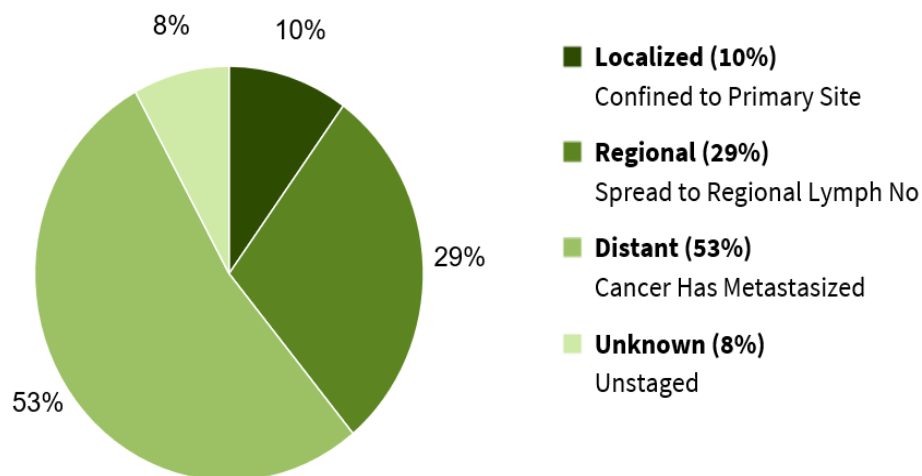 8%
10%
29%
53%
Localized (10%)
Confined to Primary Site
Regional (29%)
Spread to Regional Lymph No
Distant (53%)
Cancer Has Metastasized
Unknown (8%)
Unstaged